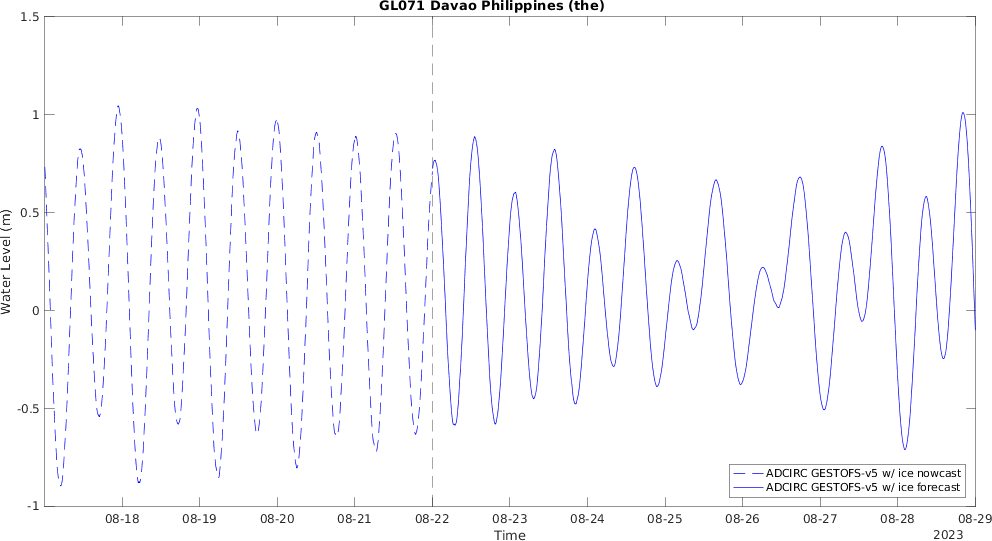 GL071 Davao Philippines (the)
1.5
1
0.5
0
-0.5
-1
Water Level (m)
08-18 08-19 08-20 08-21 08-22 08-23 08-24 08-25 08-26 08-27 08-28 08-29
Time
2023
ADCIRC GESTOFS-v5 w/ ice nowcast
ADCIRC GESTOFS-v5 w/ ice forecast